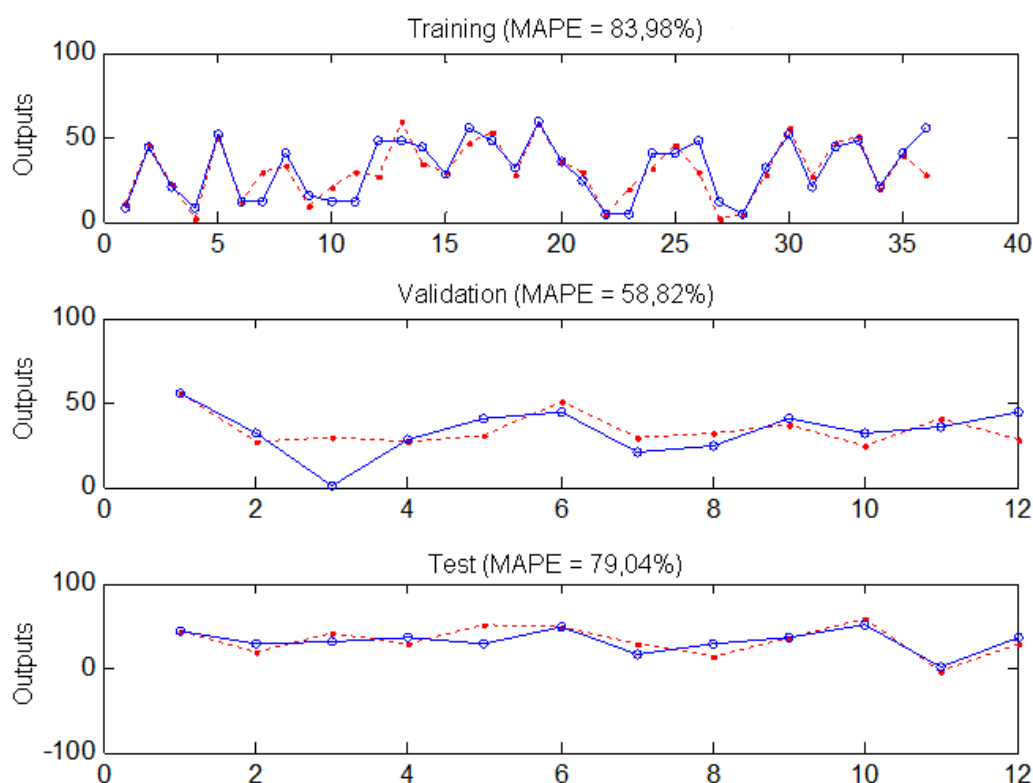 Training (MAPE = 83,98%)
Outputs
100
50
0
0 5 10 15 20 25 30 35 40
Validation (MAPE = 58,82%)
Outputs
100
50
0
0 2 4 6 8 10 12
Test (MAPE = 79,04%)
Outputs
100
0
-100
0 2 4 6 8 10 12